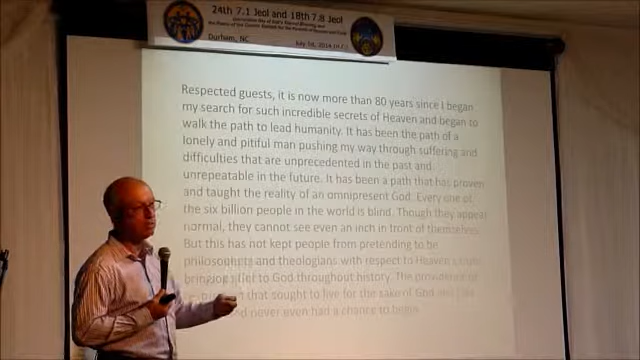 24th 7.1 Jeol and 18th 7.8 Jeol
Durham, NC
Respected guests, it is now more than 80 years since I began
my search for such incredible secrets of Heaven and began to
walk the path to lead humanity. It has been the path of a
lonely and pitiful man pushing my way through suffering and
difficulties that are unprecedented in the past and
unrepeatable in the future. It has been a path that has proven
and taught the reality of an omnipresent God. Every one of
the six billion people in the world is blind. Though they appear
normal, they cannot see even an inch in front of themselves.
But this has not kept people from pretending to be
philosophers and theologians with respect to Heaven's
to God throughout history. The providence of
that sought to live for the sake of God and
never even had a chance to begin.